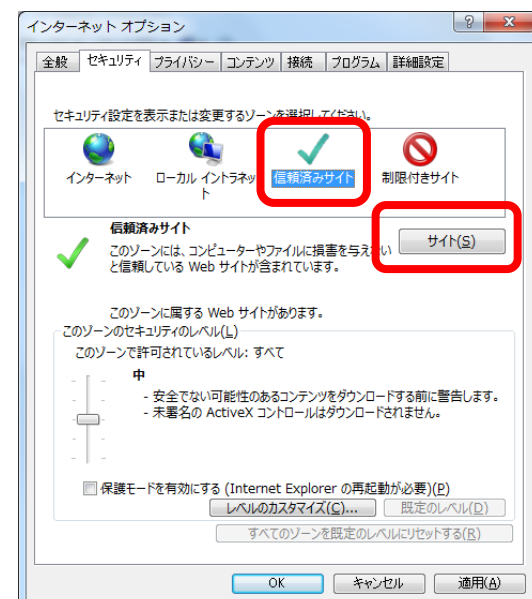 インターネット オプション
全般 セキュリティ プライバシー コンテンツ 接続 プログラム 詳細設定
セキュリティ設定を表示または変更するゾーンを選択してください。
インターネット ローカル イントラネット 信頼済みサイト 制限付きサイト
信頼済みサイト
サイト(S)
このゾーンには、コンピューターやファイルに損害を与えない
と信頼している Web サイトが含まれています。
このゾーンに属する Web サイトがあります。
このゾーンのセキュリティのレベル(L)
このゾーンで許可されているレベル: すべて
中
- 安全でない可能性のあるコンテンツをダウンロードする前に警告します。
- 未署名の ActiveX コントロールはダウンロードされません。
保護モードを有効にする (Internet Explorer の再起動が必要)(P)
レベルのカスタマイズ(C)... 既定のレベル(D)
すべてのゾーンを既定のレベルにリセットする(R)
OK キャンセル 適用(A)